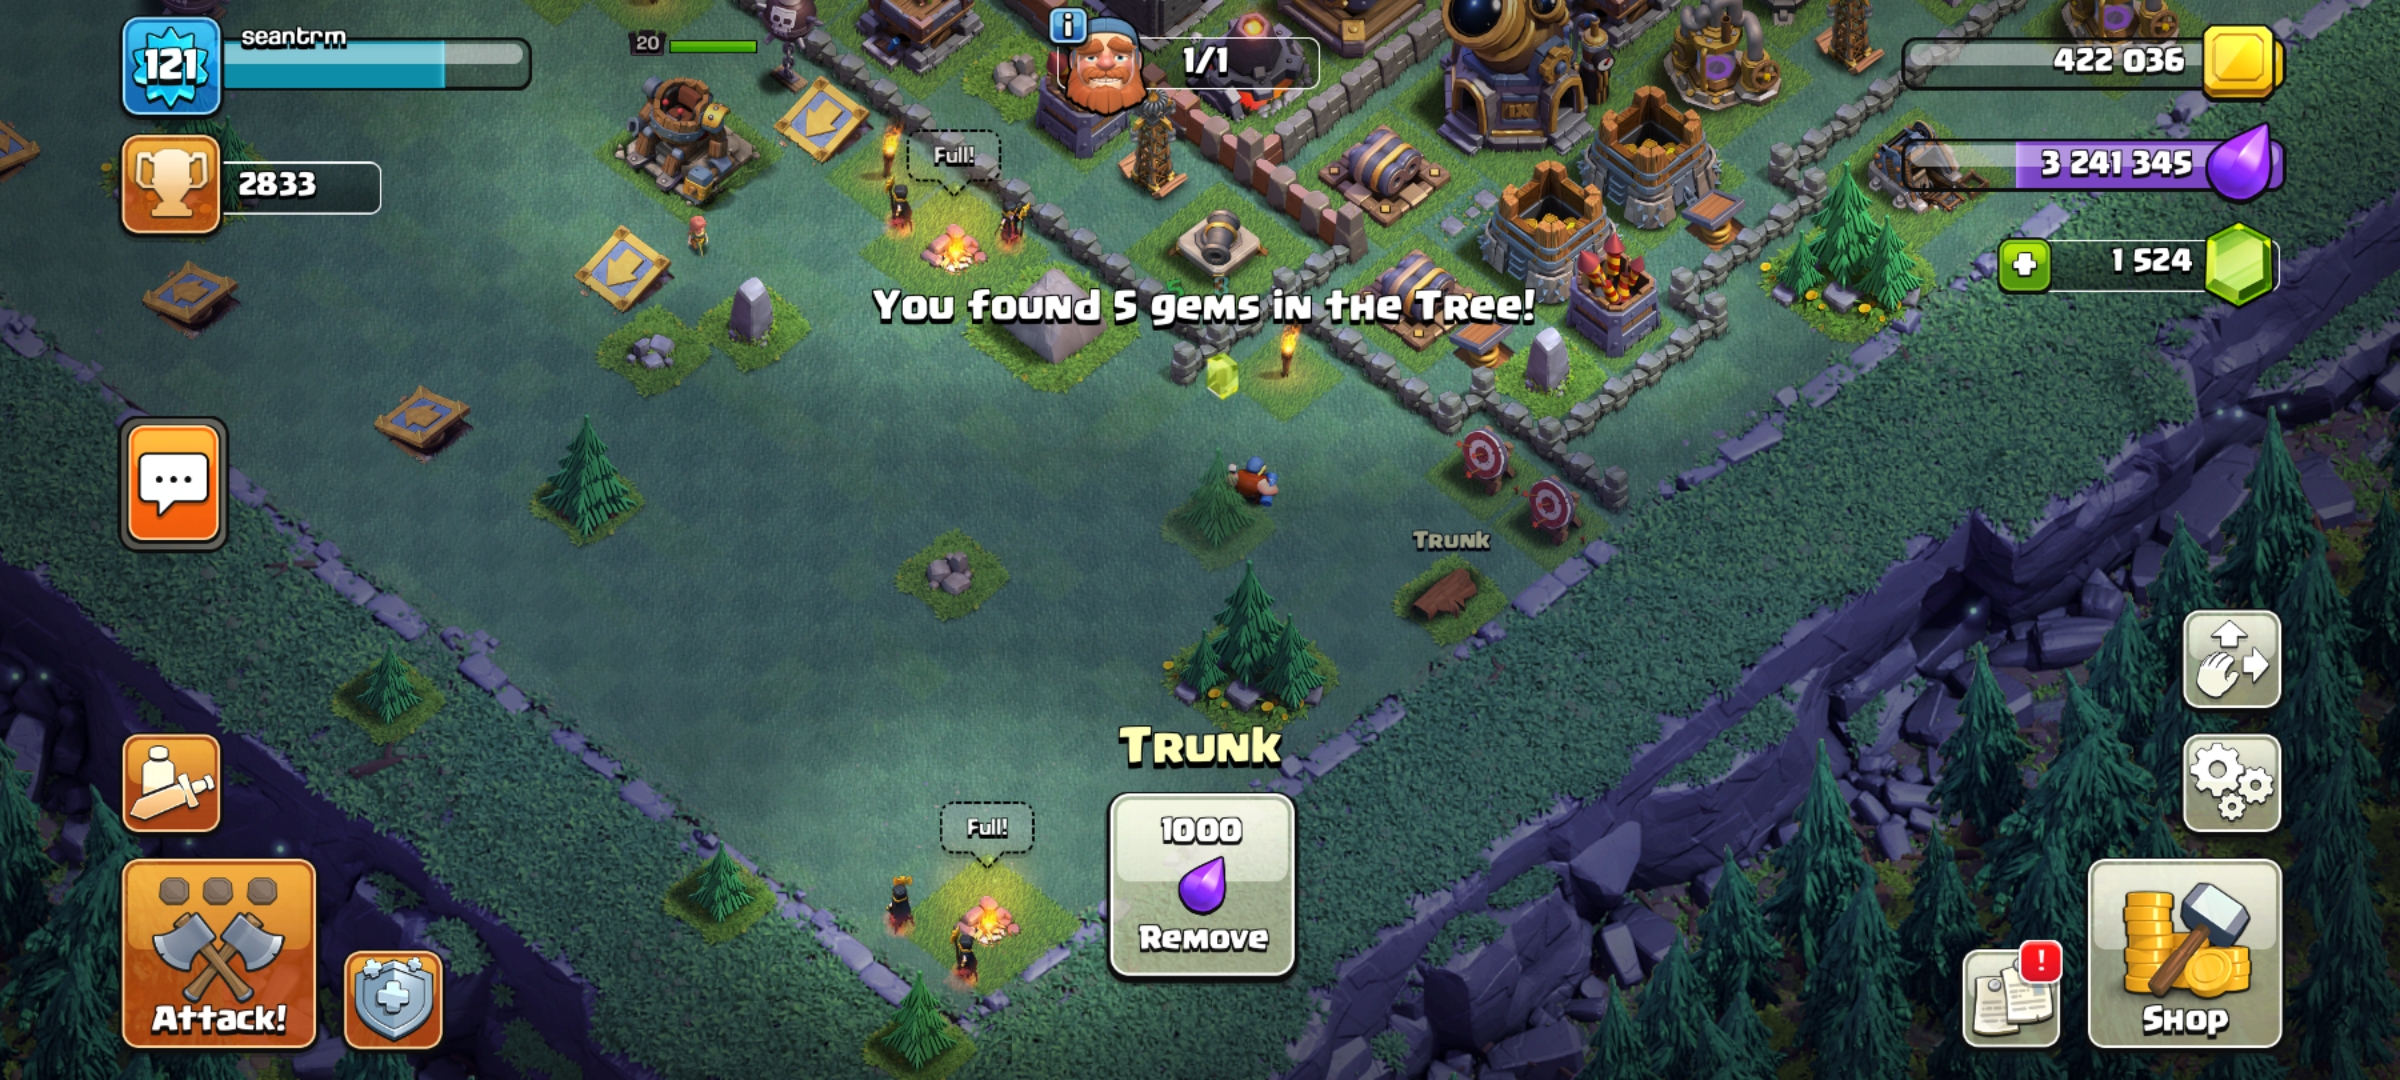 121
seantrm
20
i
1/1
422 036
2833
Full!
3 241 345
1 524
You found 5 gems in the Tree!
IX
Trunk
Trunk
Full!
1000
Remove
Attack!
!
Shop